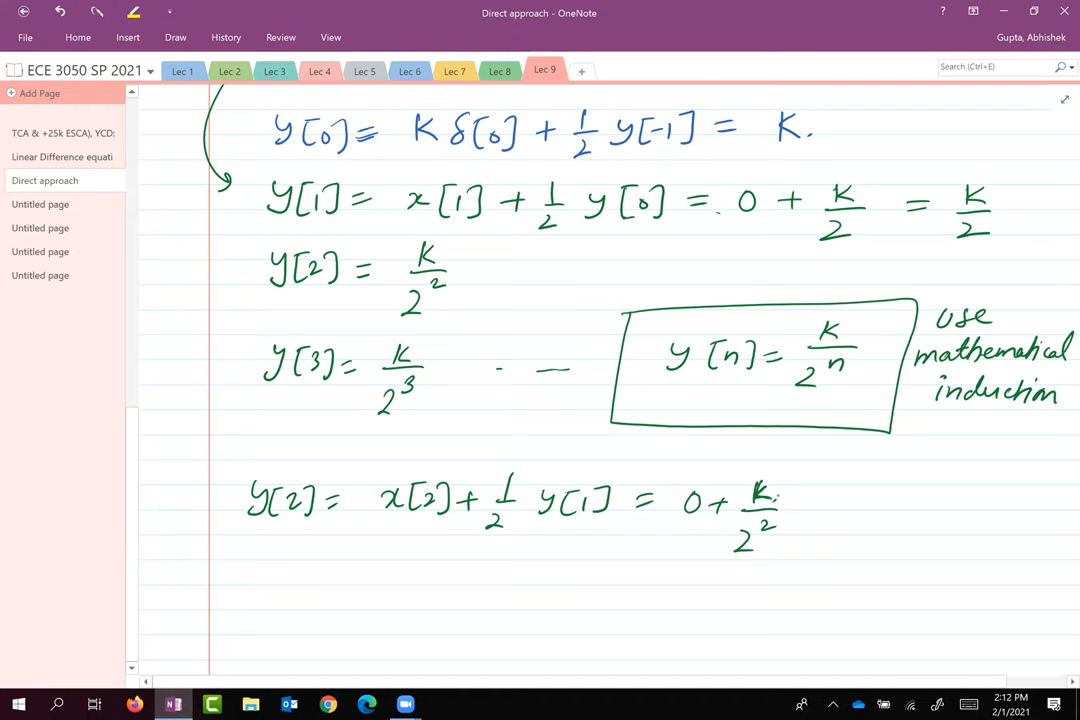 Direct approach - OneNote
?
File Home Insert Draw History Review View
Gupta, Abhishek
ECE 3050 SP 2021
Lec 1 Lec 2 Lec 3 Lec 4 Lec 5 Lec 6 Lec 7 Lec 8 Lec 9 +
Search (Ctrl+E)
Add Page
TCA & +25k ESCA), YCD:
Linear Difference equati
Direct approach
Untitled page
Untitled page
Untitled page
Untitled page
y[0] = K δ[0] + 1/2 y[-1] = K.
y[1] = x[1] + 1/2 y[0] = 0 + K/2 = K/2
y[2] = K/2^2
y[3] = K/2^3 . . —
y[n] = K/2^n
use
mathematical
induction
y[2] = x[2] + 1/2 y[1] = 0 + K/2^2
2:12 PM
2/1/2021